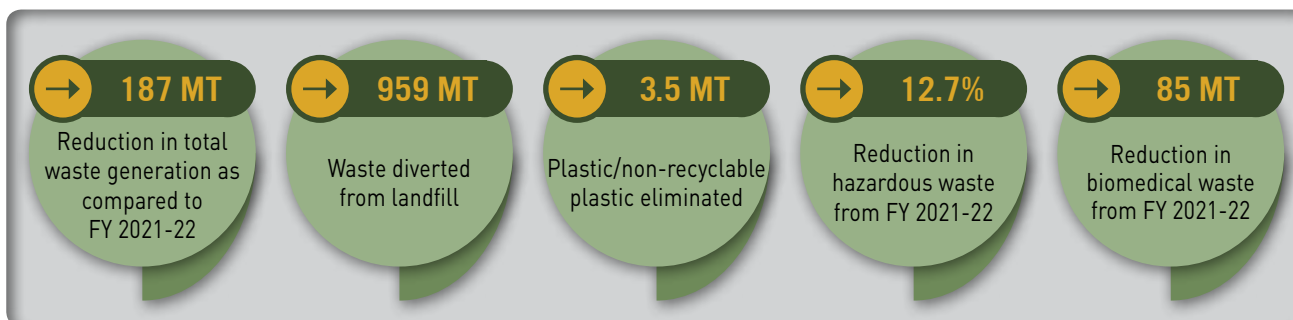 187 MT
Reduction in total
waste generation as
compared to
FY 2021-22
959 MT
Waste diverted
from landfill
3.5 MT
Plastic/non-recyclable
plastic eliminated
12.7%
Reduction in
hazardous waste
from FY 2021-22
85 MT
Reduction in
biomedical waste
from FY 2021-22